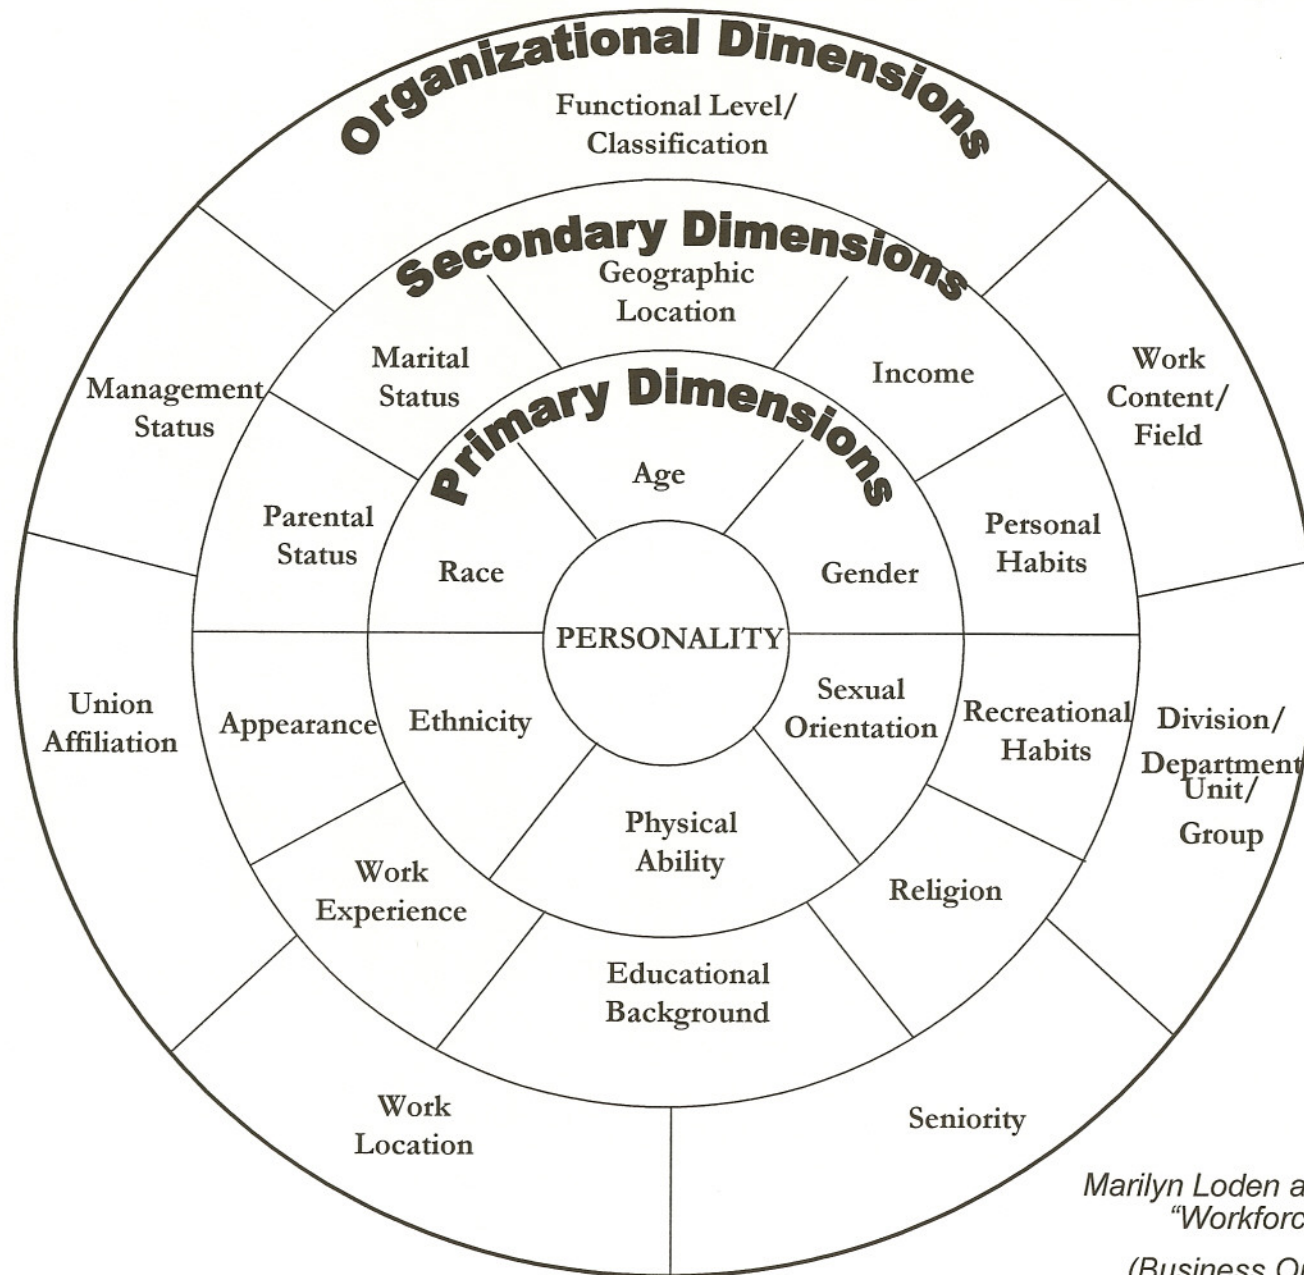 Organizational Dimensions
Functional Level/
Classification
Secondary Dimensions
Geographic
Location
Marital
Status
Income
Work
Content/
Field
Management
Status
Primary Dimensions
Age
Parental
Status
Race
Gender
Personal
Habits
PERSONALITY
Union
Affiliation
Appearance
Ethnicity
Sexual
Orientation
Recreational
Habits
Division/
Department
Unit/
Group
Physical
Ability
Work
Experience
Religion
Educational
Background
Work
Location
Seniority
Marilyn Loden a
"Workforc
(Business O